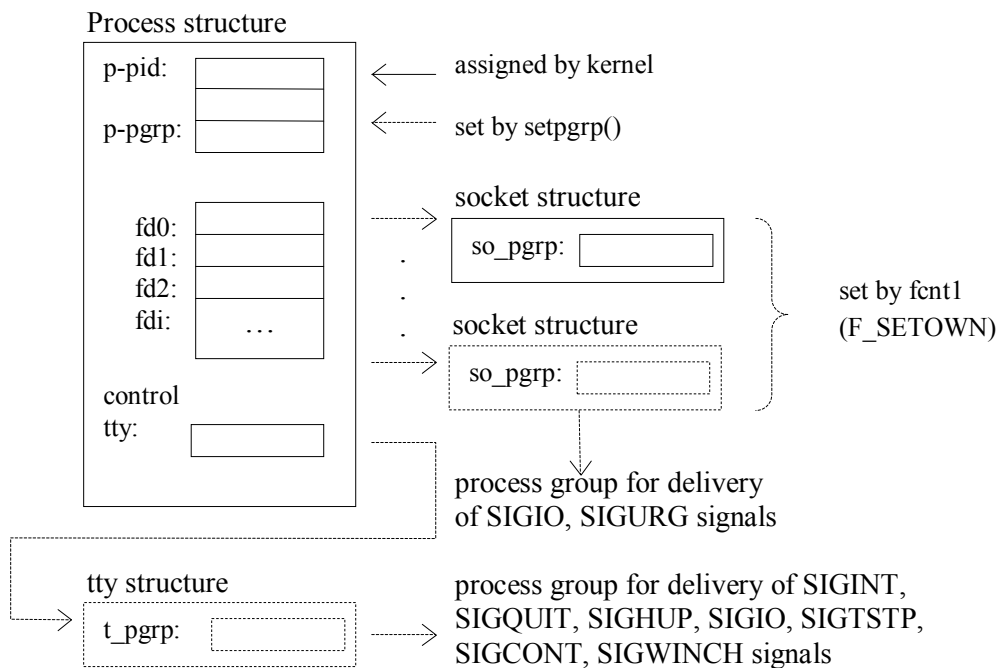 Process structure
p-pid:
assigned by kernel
p-pgrp:
set by setpgrp()
socket structure
fd0:
so_pgrp:
fd1:
fd2:
set by fcnt1
(F_SETOWN)
fdi:
...
socket structure
so_pgrp:
control
tty:
process group for delivery
of SIGIO, SIGURG signals
tty structure
t_pgrp:
process group for delivery of SIGINT,
SIGQUIT, SIGHUP, SIGIO, SIGTSTP,
SIGCONT, SIGWINCH signals